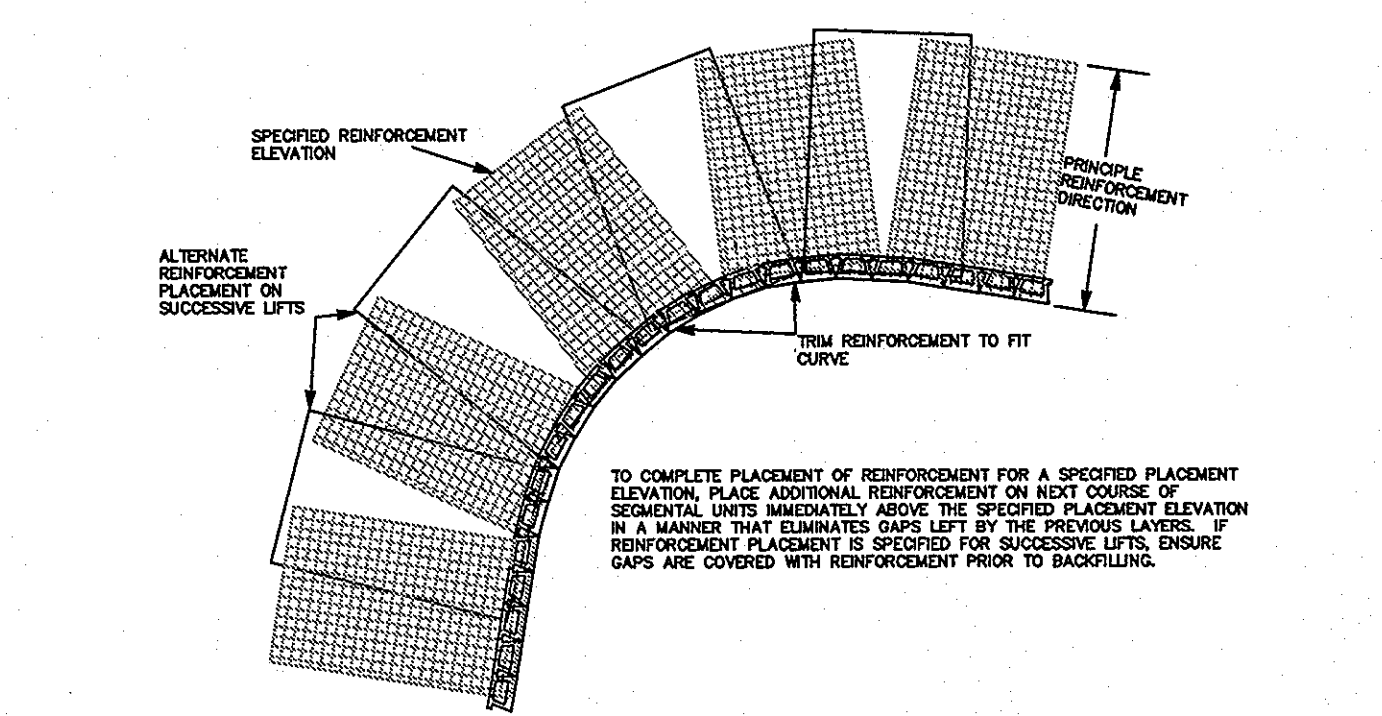 SPECIFIED REINFORCEMENT
ELEVATION
PRINCIPLE
REINFORCEMENT
DIRECTION
ALTERNATE
REINFORCEMENT
PLACEMENT ON
SUCCESSIVE LIFTS
TRIM REINFORCEMENT TO FIT
CURVE
TO COMPLETE PLACEMENT OF REINFORCEMENT FOR A SPECIFIED PLACEMENT
ELEVATION, PLACE ADDITIONAL REINFORCEMENT ON NEXT COURSE OF
SEGMENTAL UNITS IMMEDIATELY ABOVE THE SPECIFIED PLACEMENT ELEVATION
IN A MANNER THAT ELIMINATES GAPS LEFT BY THE PREVIOUS LAYERS. IF
REINFORCEMENT PLACEMENT IS SPECIFIED FOR SUCCESSIVE LIFTS, ENSURE
GAPS ARE COVERED WITH REINFORCEMENT PRIOR TO BACKFILLING.